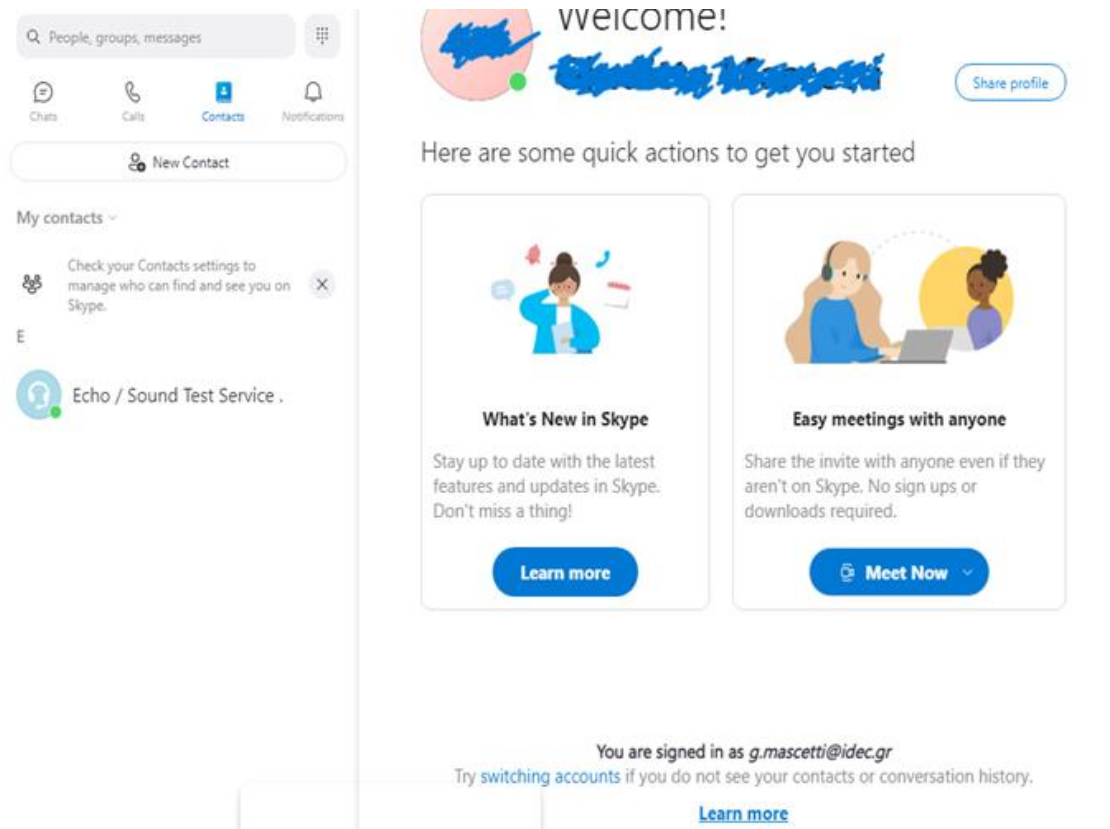 People, groups, messages
Chats
Calls
Contacts
Notifications
New Contact
My contacts
Check your Contacts settings to
manage who can find and see you on
Skype.
E
Echo / Sound Test Service .
Welcome!
Share profile
Here are some quick actions to get you started
What's New in Skype
Stay up to date with the latest
features and updates in Skype.
Don't miss a thing!
Learn more
Easy meetings with anyone
Share the invite with anyone even if they
aren't on Skype. No sign ups or
downloads required.
Meet Now
You are signed in as g.mascetti@idec.gr
Try switching accounts if you do not see your contacts or conversation history.
Learn more